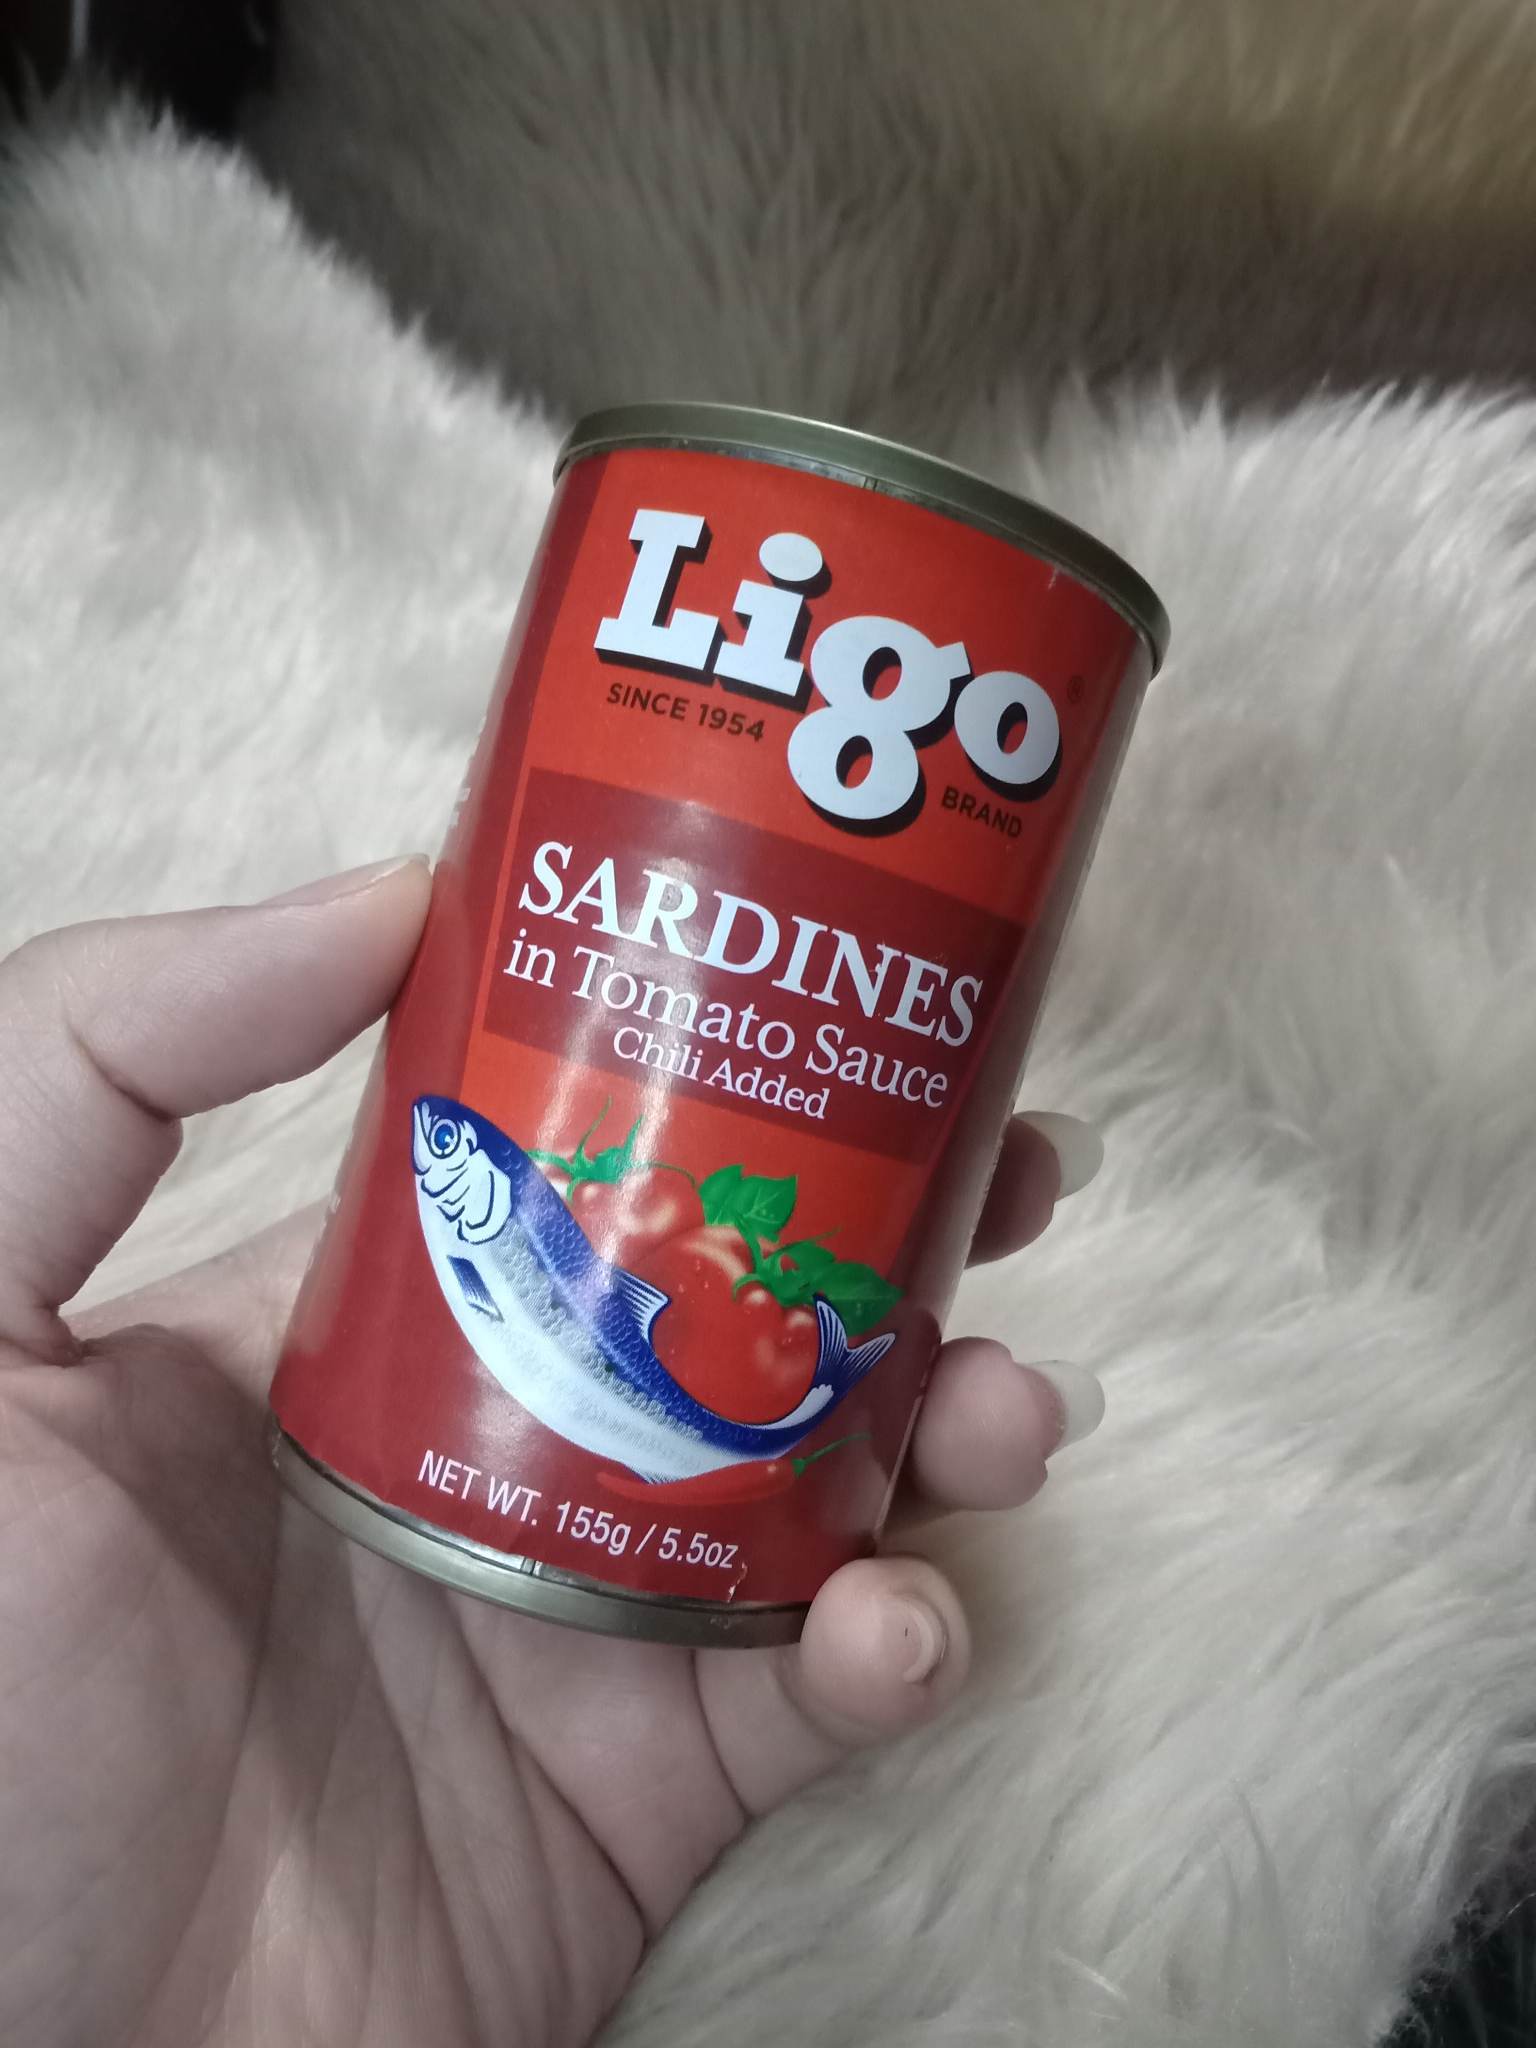 Ligo®
SINCE 1954
BRAND
SARDINES
in Tomato Sauce
Chili Added
NET WT. 155g / 5.5oz